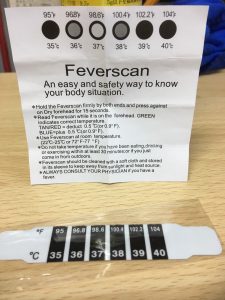 95°F 96.8°F 98.6°F 100.4°F 102.2°F 104°F
35°c 36°c 37°c 38°c 39°c 40°c
Feverscan
An easy and safety way to know
your body situation.
*Hold the Feverscan firmly by both ends and press against
on Dry forehead for 15 seconds.
*Read Feverscan while it is on the forehead. GREEN
indicates correct temperature.
TAN/RED = deduct 0.5 °C(or 0.9° F).
BLUE=plus 0.5 °C(or 0.9° F).
*Use Feverscan at room temperature.
(22°C-25°C or 72° F-77 ° F)
*Do not take temperature if you have been eating, drinking
or exercising within at least 30 minutes; or if you just
come in from outdoors.
*Feverscan should be cleaned with a soft cloth and stored
in its sleeve to keep away from sunlight and heat source.
*ALWAYS CONSULT YOUR PHYSICIAN if you have a
fever.
°F 95 96.8 98.6 100.4 102.2 104
°C 35 36 37 38 39 40